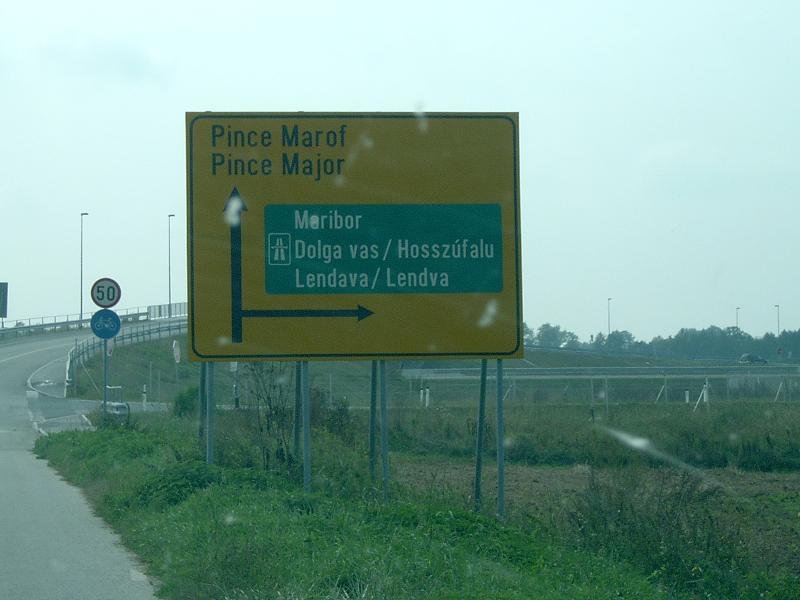 Pince Marof
Pince Major
Maribor
Dolga vas / Hosszúfalu
Lendava / Lendva
50